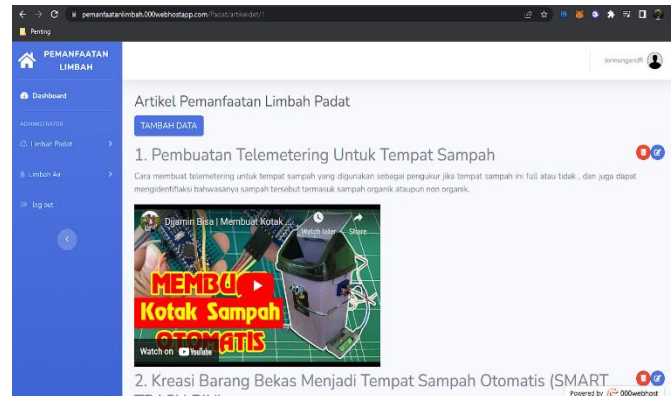 pemanfaatanlimbah.000webhostapp.com/Padat/artikeldet/1
Penting
PEMANFAATAN
LIMBAH
Dashboard
ADMINISTRATOR
Limbah Padat
Limbah Air
log out
JormungandR
Artikel Pemanfaatan Limbah Padat
TAMBAH DATA
1. Pembuatan Telemetering Untuk Tempat Sampah
Cara membuat telemetering untuk tempat sampah yang digunakan sebagai pengukur jika tempat sampah ini full atau tidak , dan juga dapat
mengidentifiaksi bahwasanya sampah tersebut termasuk sampah organik ataupun non organik.
Dijamin Bisa | Membuat Kotak ...
Watch later
Share
MEMBU
Kotak Sampah
OTOMATIS
Watch on YouTube
2. Kreasi Barang Bekas Menjadi Tempat Sampah Otomatis (SMART
Powered by 000webhost